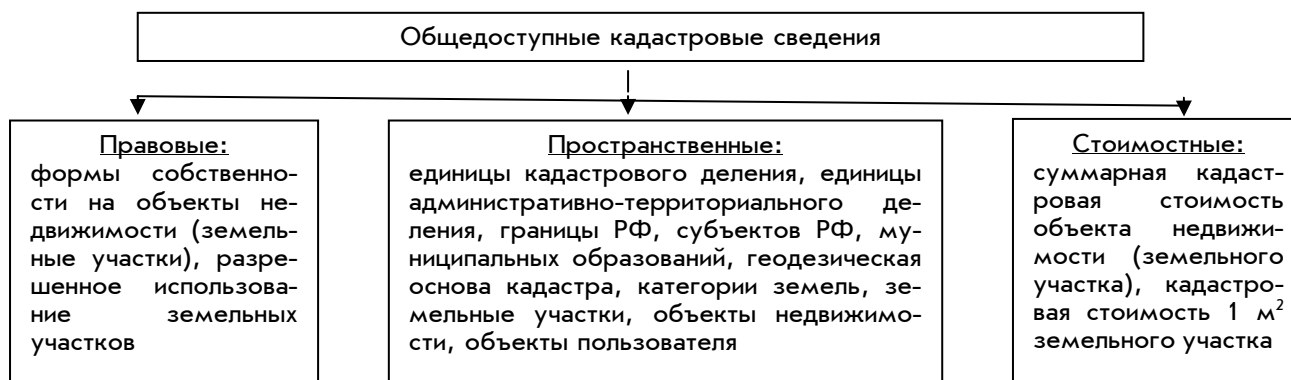 Общедоступные кадастровые сведения
Правовые:
формы собственно-
сти на объекты не-
движимости (земель-
ные участки), разре-
шенное использова-
ние земельных
участков
Пространственные:
единицы кадастрового деления, единицы
административно-территориального де-
ления, границы РФ, субъектов РФ, му-
ниципальных образований, геодезическая
основа кадастра, категории земель, зе-
мельные участки, объекты недвижимо-
сти, объекты пользователя
Стоимостные:
суммарная кадаст-
ровая стоимость
объекта недвижи-
мости (земельного
участка), кадастро-
вая стоимость 1 м²
земельного участка